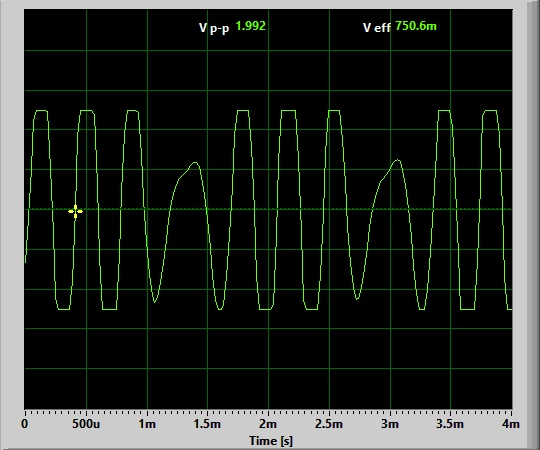 V p-p 1.992 V eff 750.6m
0 500u 1m 1.5m 2m 2.5m 3m 3.5m 4m
Time [s]